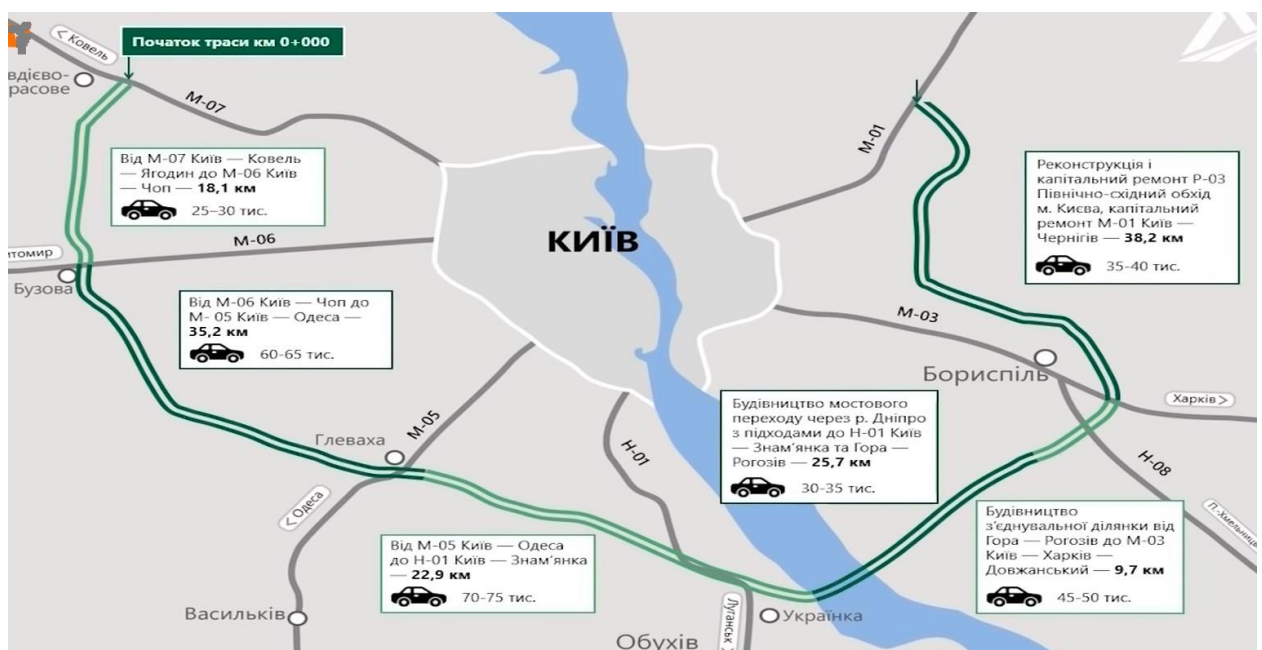 < Ковель
Початок траси км 0+000
вдієво-
расове
М-07
М-01
Від М-07 Київ — Ковель
— Ягодин до М-06 Київ
— Чоп — 18,1 км
25–30 тис.
Реконструкція і
капітальний ремонт Р-03
Північно-східний обхід
м. Києва, капітальний
ремонт М-01 Київ —
Чернігів — 38,2 км
35-40 тис.
КИЇВ
М-06
томир
Бузова
Від М-06 Київ — Чоп до
М- 05 Київ — Одеса —
35,2 км
60-65 тис.
М-03
Бориспіль
Харків >
Будівництво мостового
переходу через р. Дніпро
з підходами до Н-01 Київ
— Знам’янка та Гора —
Рогозів — 25,7 км
30-35 тис.
М-05
Глеваха
Н-01
Н-08
< Одеса
П.-Хмельниць
Будівництво
з’єднувальної ділянки від
Гора — Рогозів до М-03
Київ — Харків —
Довжанський — 9,7 км
45-50 тис.
Від М-05 Київ — Одеса
до Н-01 Київ — Знам’янка
— 22,9 км
70-75 тис.
Васильків
Українка
Обухів
Луганськ >